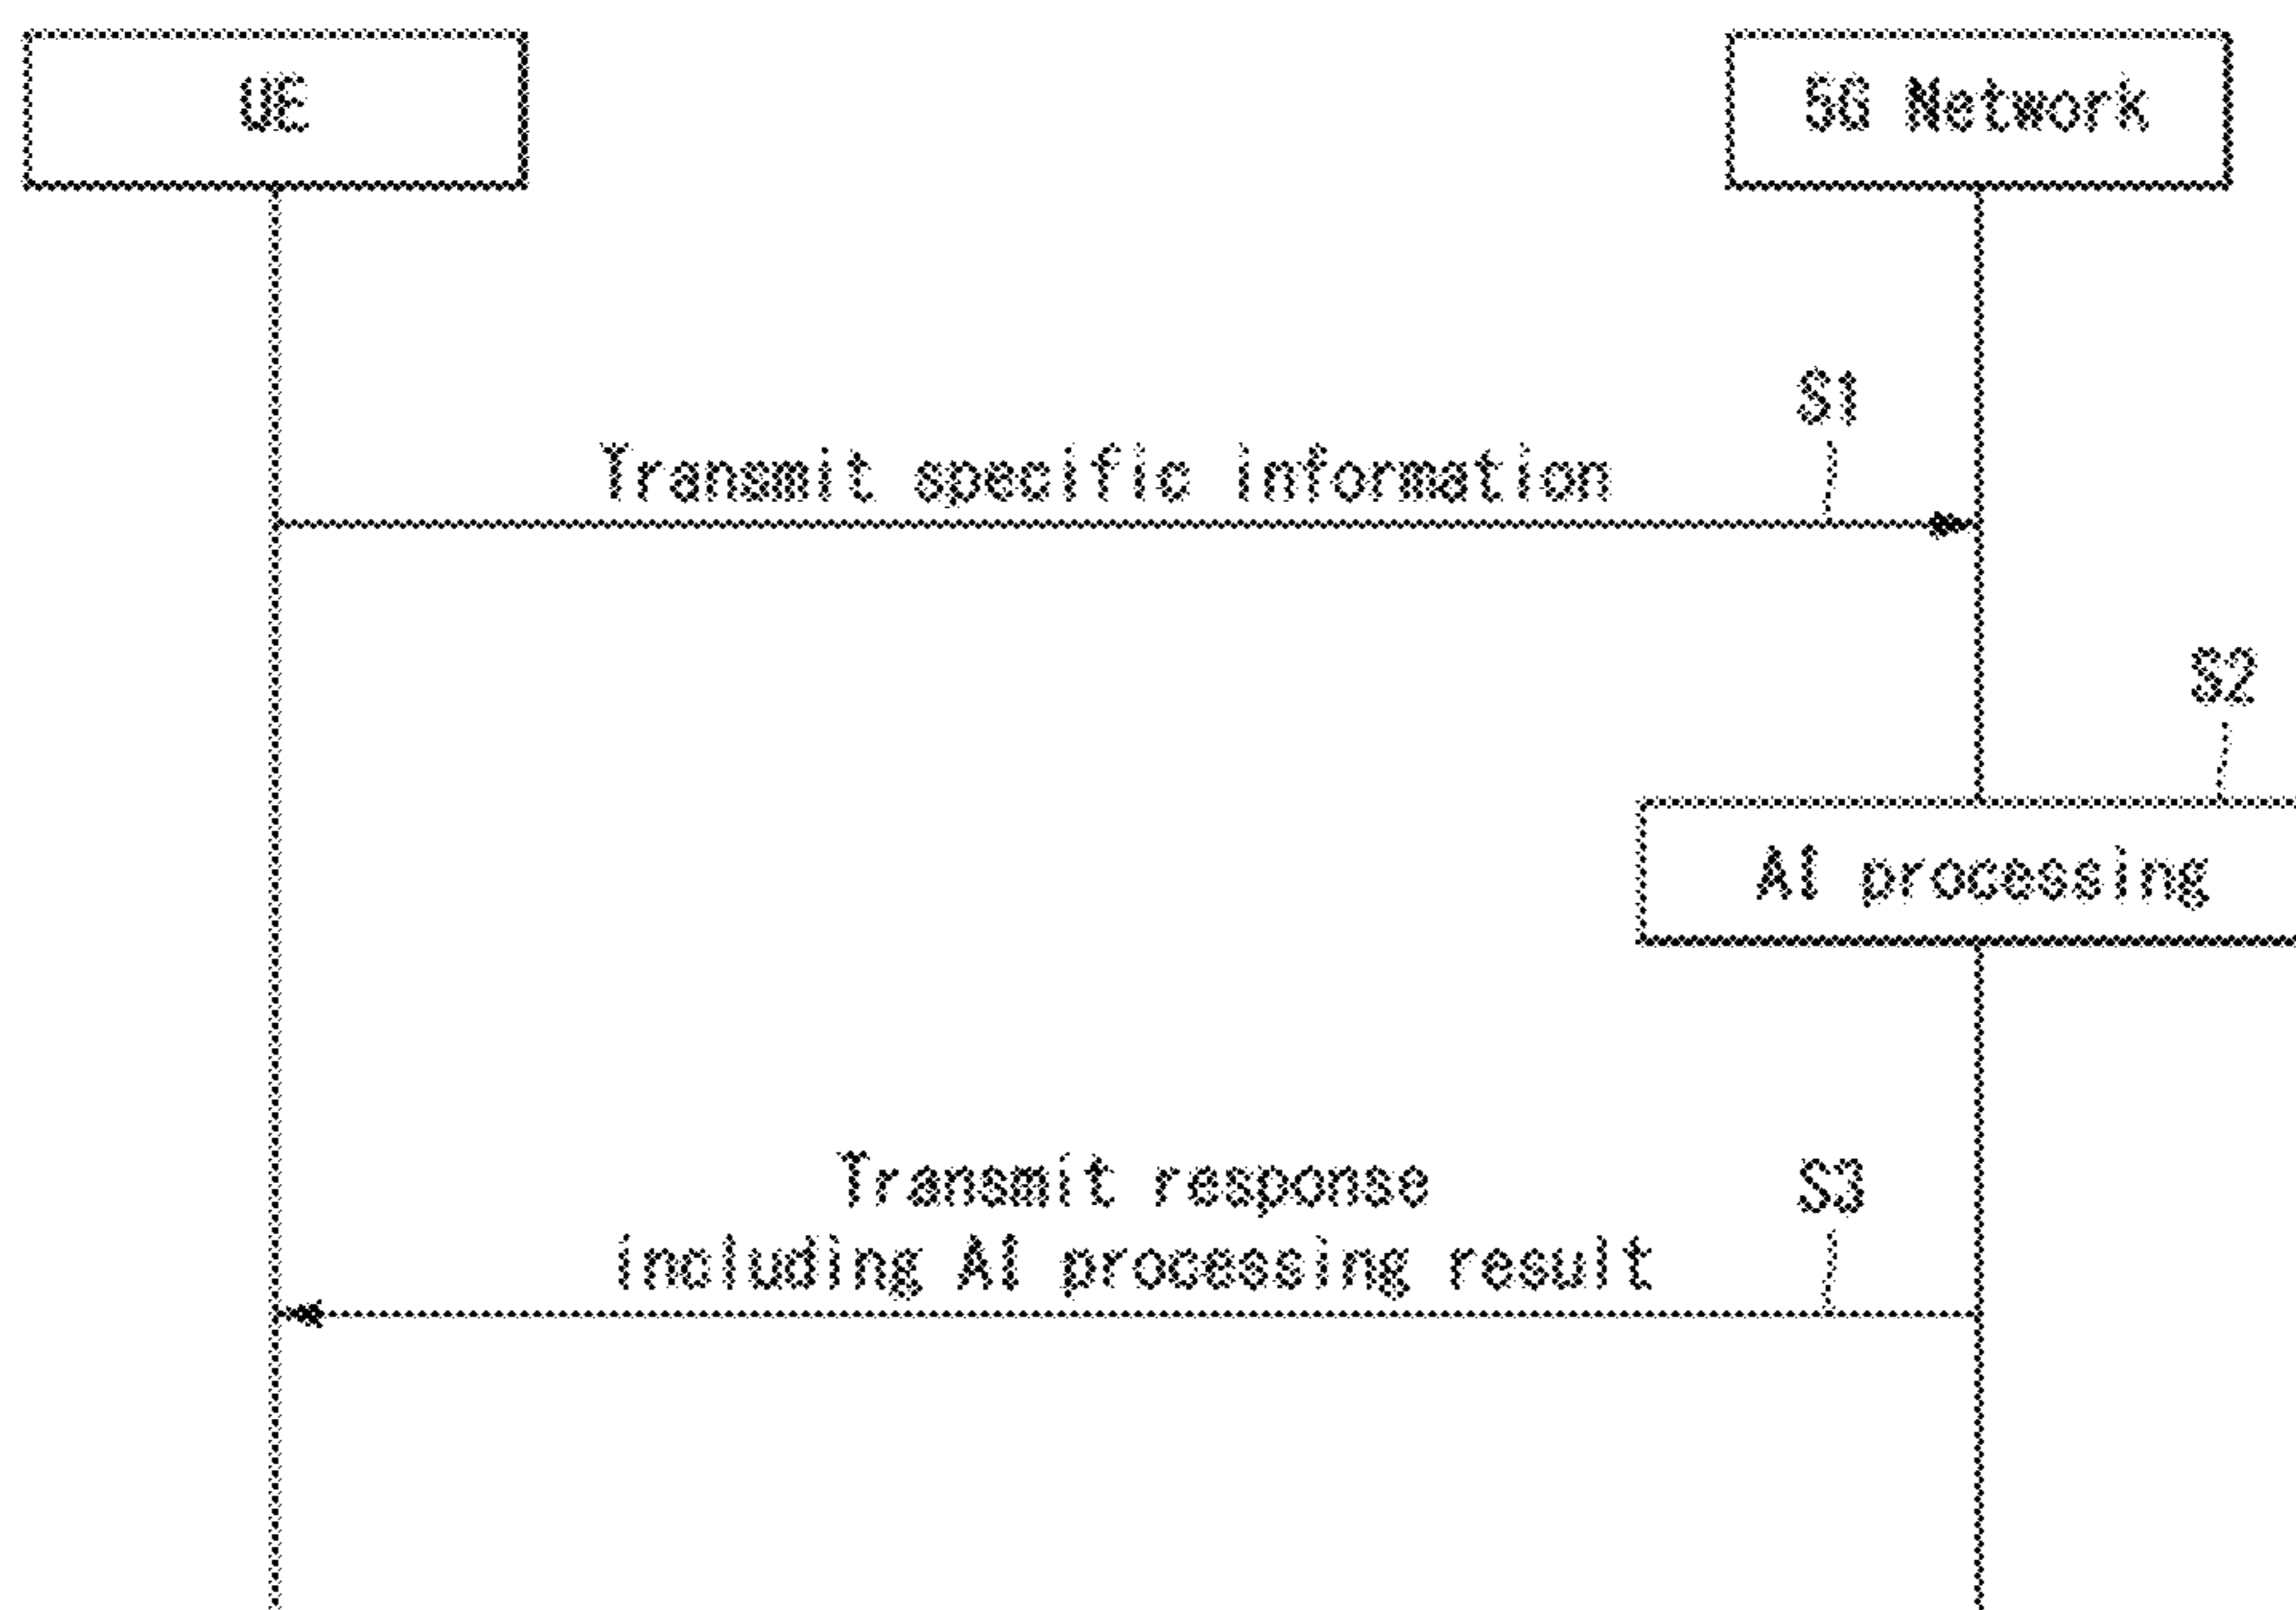 UE
5G Network
S1
Transmit specific information
S2
AI processing
Transmit response
S3
including AI processing result